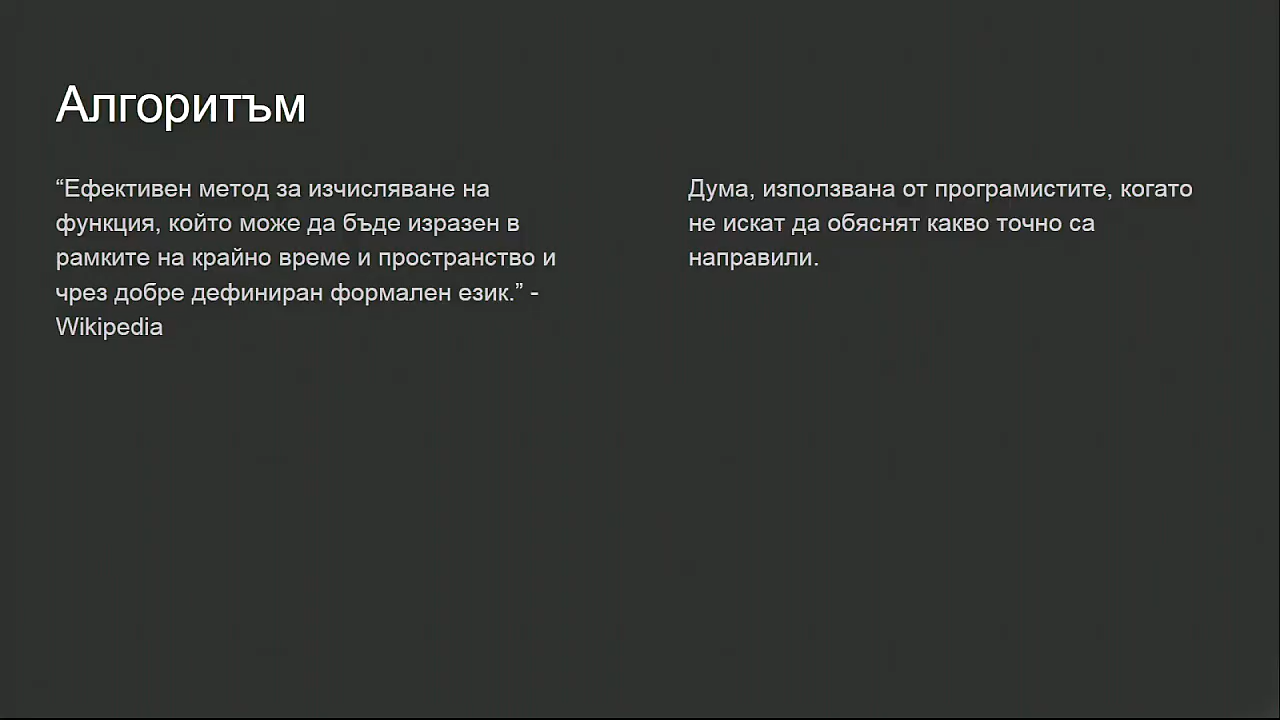 Алгоритъм
“Ефективен метод за изчисляване на
функция, който може да бъде изразен в
рамките на крайно време и пространство и
чрез добре дефиниран формален език.” -
Wikipedia
Дума, използвана от програмистите, когато
не искат да обяснят какво точно са
направили.